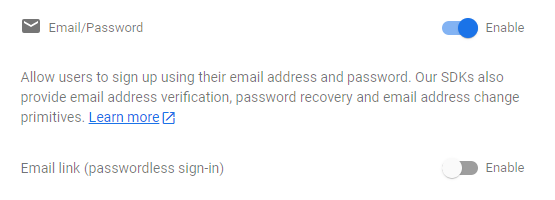 Email/Password Enable
Allow users to sign up using their email address and password. Our SDKs also
provide email address verification, password recovery and email address change
primitives. Learn more
Email link (passwordless sign-in) Enable